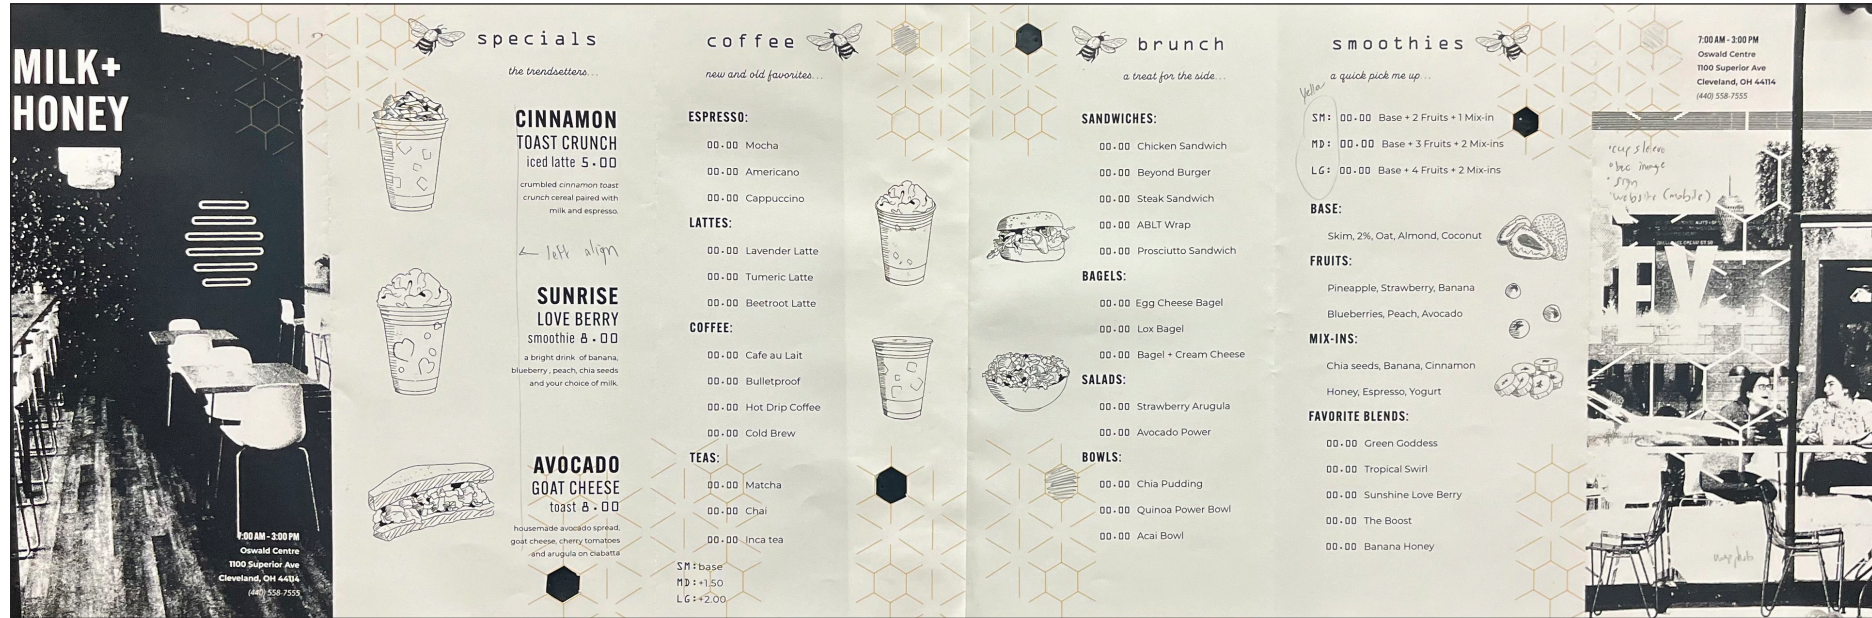 MILK+
HONEY
7:00 AM - 3:00 PM
Oswald Centre
1100 Superior Ave
Cleveland, OH 44114
(440) 558-7555
specials
the trendsetters...
CINNAMON
TOAST CRUNCH
iced latte 5.00
crumbled cinnamon toast
crunch cereal paired with
milk and espresso.
← left align
SUNRISE
LOVE BERRY
smoothie 8.00
a bright drink of banana,
blueberry, peach, chia seeds
and your choice of milk.
AVOCADO
GOAT CHEESE
toast 8.00
housemade avocado spread,
goat cheese, cherry tomatoes
and arugula on ciabatta
coffee
new and old favorites...
ESPRESSO:
00.00 Mocha
00.00 Americano
00.00 Cappuccino
LATTES:
00.00 Lavender Latte
00.00 Tumeric Latte
00.00 Beetroot Latte
COFFEE:
00.00 Cafe au Lait
00.00 Bulletproof
00.00 Hot Drip Coffee
00.00 Cold Brew
TEAS:
00.00 Matcha
00.00 Chai
00.00 Inca tea
SM: base
MD: +1.50
LG: +2.00
brunch
a treat for the side...
SANDWICHES:
00.00 Chicken Sandwich
00.00 Beyond Burger
00.00 Steak Sandwich
00.00 ABLT Wrap
00.00 Prosciutto Sandwich
BAGELS:
00.00 Egg Cheese Bagel
00.00 Lox Bagel
00.00 Bagel + Cream Cheese
SALADS:
00.00 Strawberry Arugula
00.00 Avocado Power
BOWLS:
00.00 Chia Pudding
00.00 Quinoa Power Bowl
00.00 Acai Bowl
smoothies
a quick pick me up...
SM: 00.00 Base + 2 Fruits + 1 Mix-in
MD: 00.00 Base + 3 Fruits + 2 Mix-ins
LG: 00.00 Base + 4 Fruits + 2 Mix-ins
BASE:
Skim, 2%, Oat, Almond, Coconut
FRUITS:
Pineapple, Strawberry, Banana
Blueberries, Peach, Avocado
MIX-INS:
Chia seeds, Banana, Cinnamon
Honey, Espresso, Yogurt
FAVORITE BLENDS:
00.00 Green Goddess
00.00 Tropical Swirl
00.00 Sunshine Love Berry
00.00 The Boost
00.00 Banana Honey
7:00 AM - 3:00 PM
Oswald Centre
1100 Superior Ave
Cleveland, OH 44114
(440) 558-7555
• cup sleeve
• bee image
• sign
• website (mobile)
EY